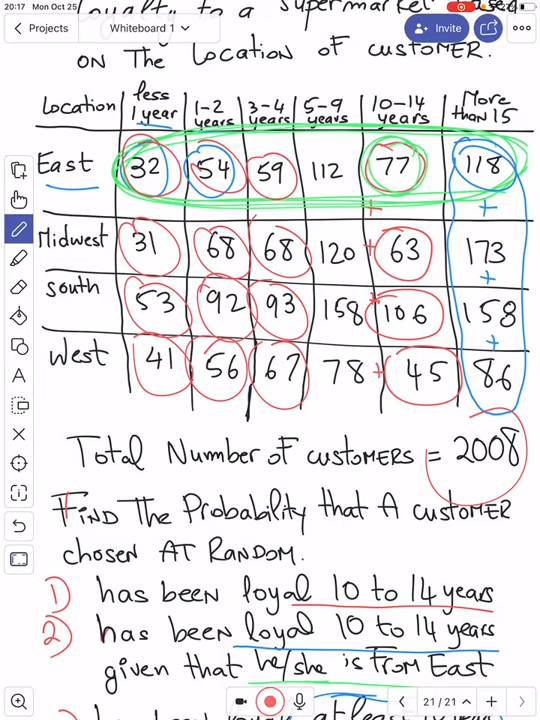 20:17 Mon Oct 25
21%
Loyalty to a supermarket based
Projects
Whiteboard 1
Invite
ON THE LOCATION OF CUSTOMER.
Location | less 1 year | 1-2 years | 3-4 years | 5-9 years | 10-14 years | More than 15
East 32 54 59 112 77 118
+ +
Midwest 31 68 68 120 + 63 173
+
South 53 92 93 158 + 106 158
+
West 41 56 67 78 + 45 86
Total Number of customers = 2008
FIND The Probability that A customer
chosen AT RANDOM.
1) has been loyal 10 to 14 years
2) has been loyal 10 to 14 years
given that he/she is From East
21/21